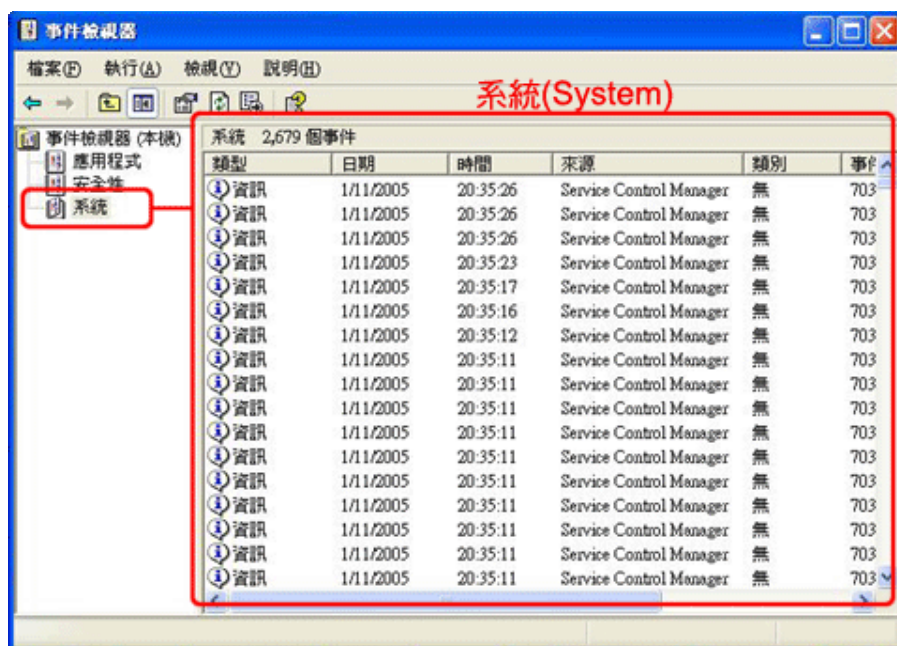 事件檢視器
檔案(F) 執行(A) 檢視(V) 說明(H)
系統(System)
事件檢視器 (本機)
應用程式
安全性
系統
系統 2,679 個事件
類型 日期 時間 來源 類別 事件
資訊 1/11/2005 20:35:26 Service Control Manager 無 703
資訊 1/11/2005 20:35:26 Service Control Manager 無 703
資訊 1/11/2005 20:35:26 Service Control Manager 無 703
資訊 1/11/2005 20:35:23 Service Control Manager 無 703
資訊 1/11/2005 20:35:17 Service Control Manager 無 703
資訊 1/11/2005 20:35:16 Service Control Manager 無 703
資訊 1/11/2005 20:35:12 Service Control Manager 無 703
資訊 1/11/2005 20:35:11 Service Control Manager 無 703
資訊 1/11/2005 20:35:11 Service Control Manager 無 703
資訊 1/11/2005 20:35:11 Service Control Manager 無 703
資訊 1/11/2005 20:35:11 Service Control Manager 無 703
資訊 1/11/2005 20:35:11 Service Control Manager 無 703
資訊 1/11/2005 20:35:11 Service Control Manager 無 703
資訊 1/11/2005 20:35:11 Service Control Manager 無 703
資訊 1/11/2005 20:35:11 Service Control Manager 無 703
資訊 1/11/2005 20:35:11 Service Control Manager 無 703
資訊 1/11/2005 20:35:11 Service Control Manager 無 703